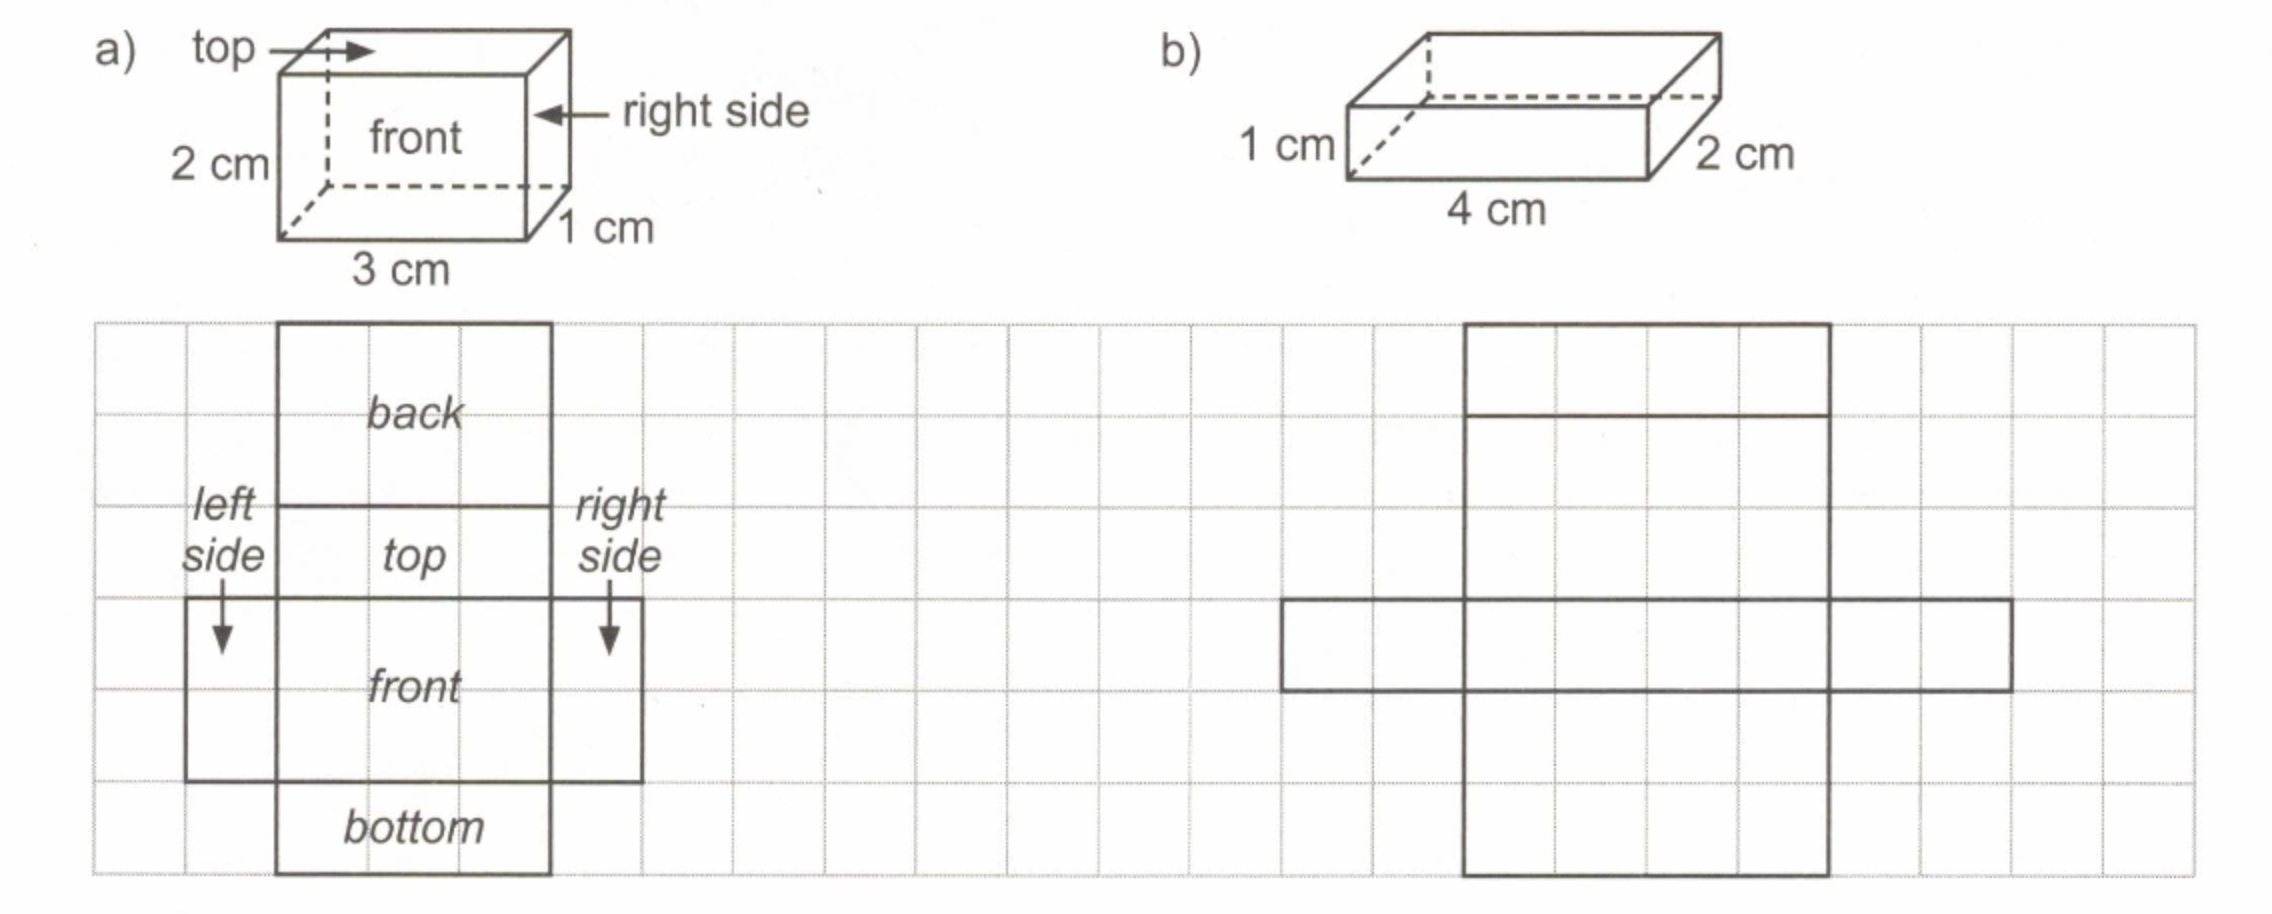 a)
top
front
right side
2 cm
1 cm
3 cm
b)
1 cm
2 cm
4 cm
back
left
side
right
side
top
front
bottom